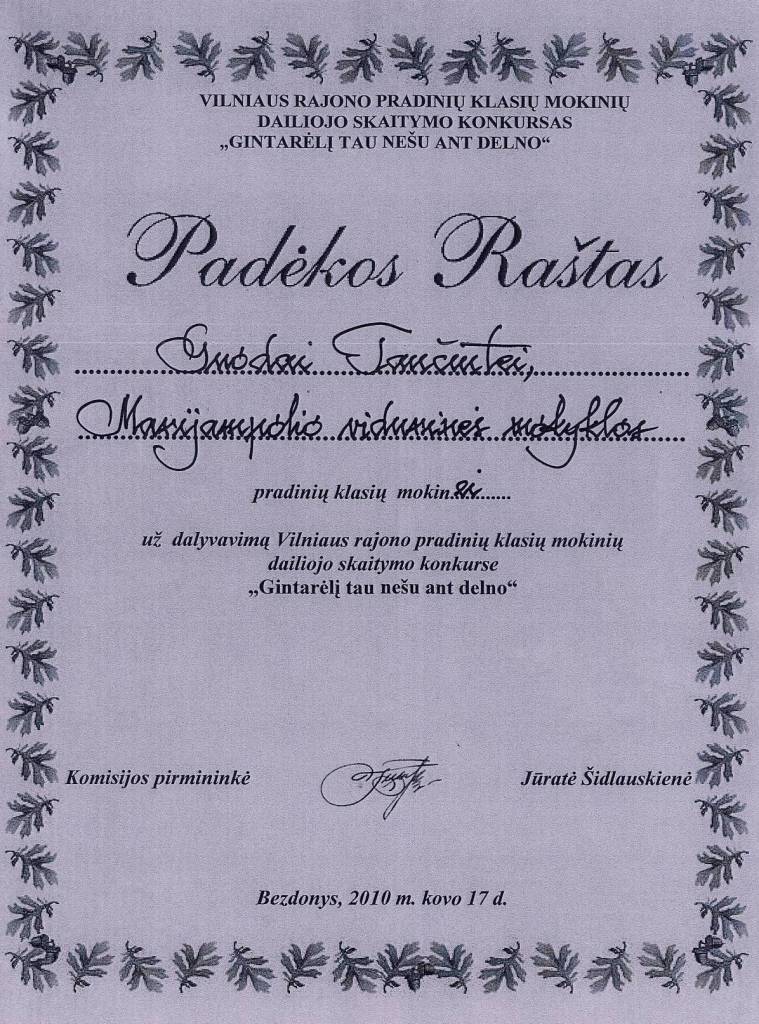 VILNIAUS RAJONO PRADINIŲ KLASIŲ MOKINIŲ
DAILIOJO SKAITYMO KONKURSAS
„GINTARĖLĮ TAU NEŠU ANT DELNO“
Padėkos Raštas
Guodai Tančiutei,
Marijampolio vidurinės mokyklos
pradinių klasių mokin.ei.......
už dalyvavimą Vilniaus rajono pradinių klasių mokinių
dailiojo skaitymo konkurse
„Gintarėlį tau nešu ant delno“
Komisijos pirmininkė Jūratė Šidlauskienė
Bezdonys, 2010 m. kovo 17 d.